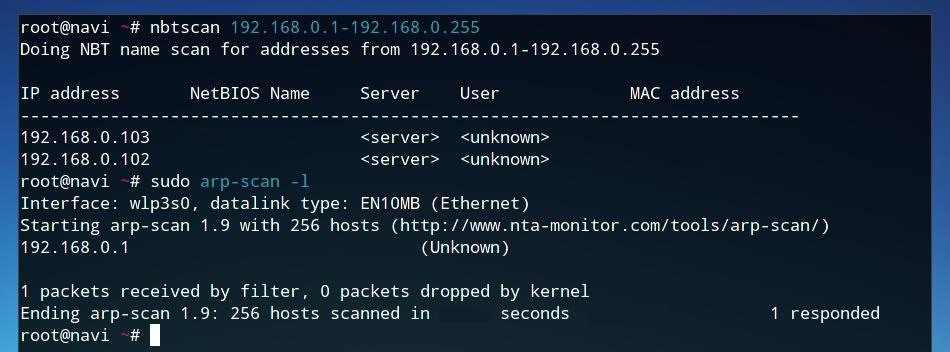 root@navi ~# nbtscan 192.168.0.1-192.168.0.255
Doing NBT name scan for addresses from 192.168.0.1-192.168.0.255
IP address NetBIOS Name Server User MAC address
--------------------------------------------------------------------------------
192.168.0.103 <server> <unknown>
192.168.0.102 <server> <unknown>
root@navi ~# sudo arp-scan -l
Interface: wlp3s0, datalink type: EN10MB (Ethernet)
Starting arp-scan 1.9 with 256 hosts (http://www.nta-monitor.com/tools/arp-scan/)
192.168.0.1 (Unknown)
1 packets received by filter, 0 packets dropped by kernel
Ending arp-scan 1.9: 256 hosts scanned in seconds 1 responded
root@navi ~#